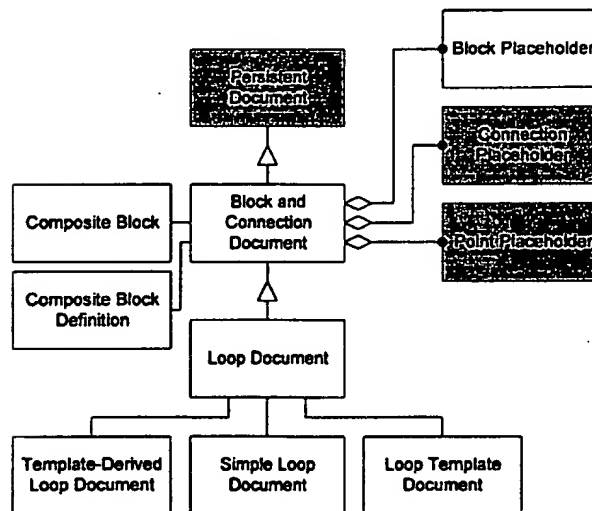 Block Placeholder
Persistent
Document
Connection
Placeholder
Composite Block
Block and
Connection
Document
Point Placeholder
Composite Block
Definition
Loop Document
Template-Derived
Loop Document
Simple Loop
Document
Loop Template
Document